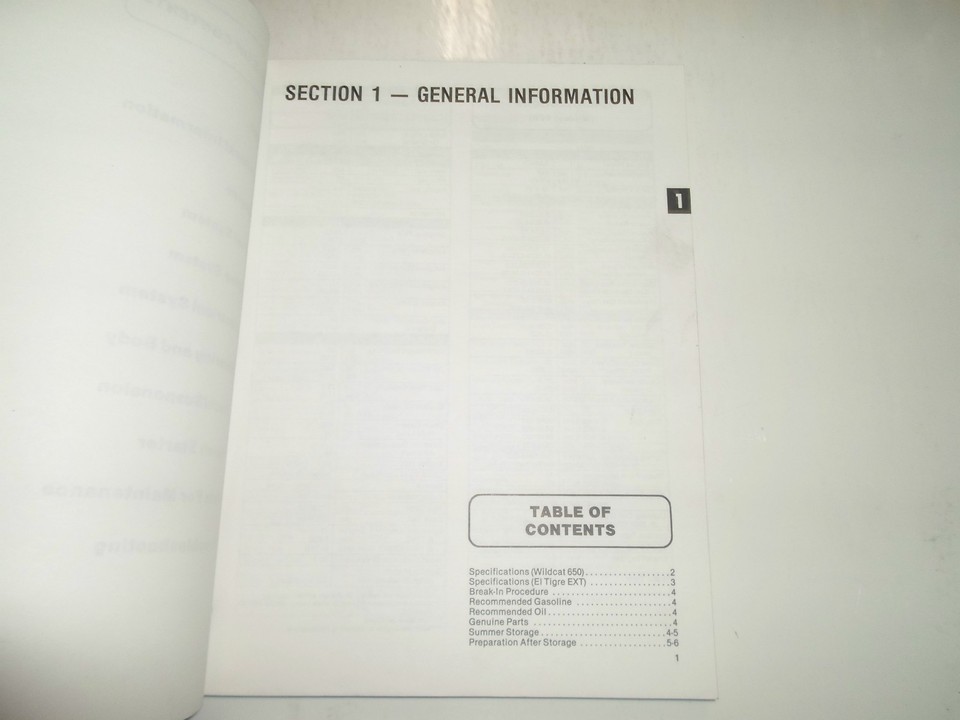 SECTION 1 — GENERAL INFORMATION
1
TABLE OF
CONTENTS
Specifications (Wildcat 650) . . . . . . . . . . . . . . . . . . 2
Specifications (El Tigre EXT) . . . . . . . . . . . . . . . . . 3
Break-In Procedure . . . . . . . . . . . . . . . . . . . . . . . . . 4
Recommended Gasoline . . . . . . . . . . . . . . . . . . . . 4
Recommended Oil . . . . . . . . . . . . . . . . . . . . . . . . . . 4
Genuine Parts . . . . . . . . . . . . . . . . . . . . . . . . . . . . . 4
Summer Storage . . . . . . . . . . . . . . . . . . . . . . . . . . 4-5
Preparation After Storage . . . . . . . . . . . . . . . . . . 5-6
1